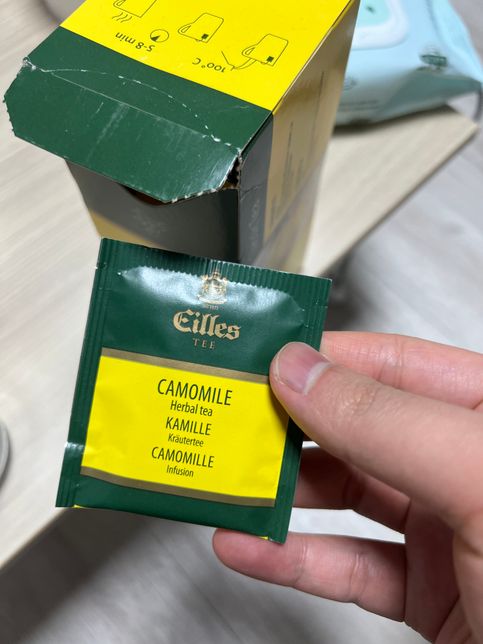 5-8 min
100°C
Eilles
TEE
CAMOMILE
Herbal tea
KAMILLE
Kräutertee
CAMOMILLE
Infusion